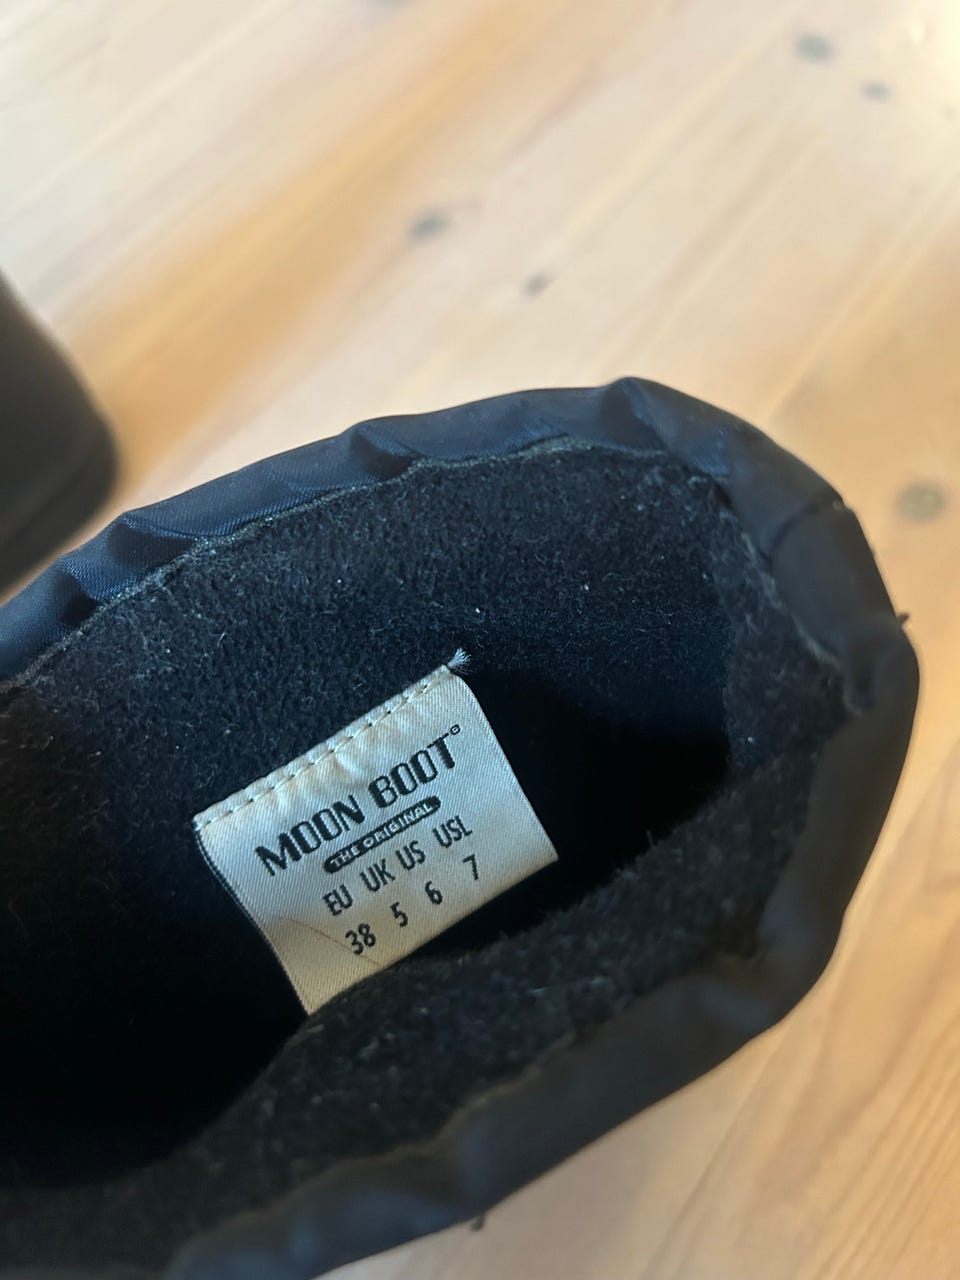 MOON BOOT®
THE ORIGINAL
EU UK US USL
38 5 6 7